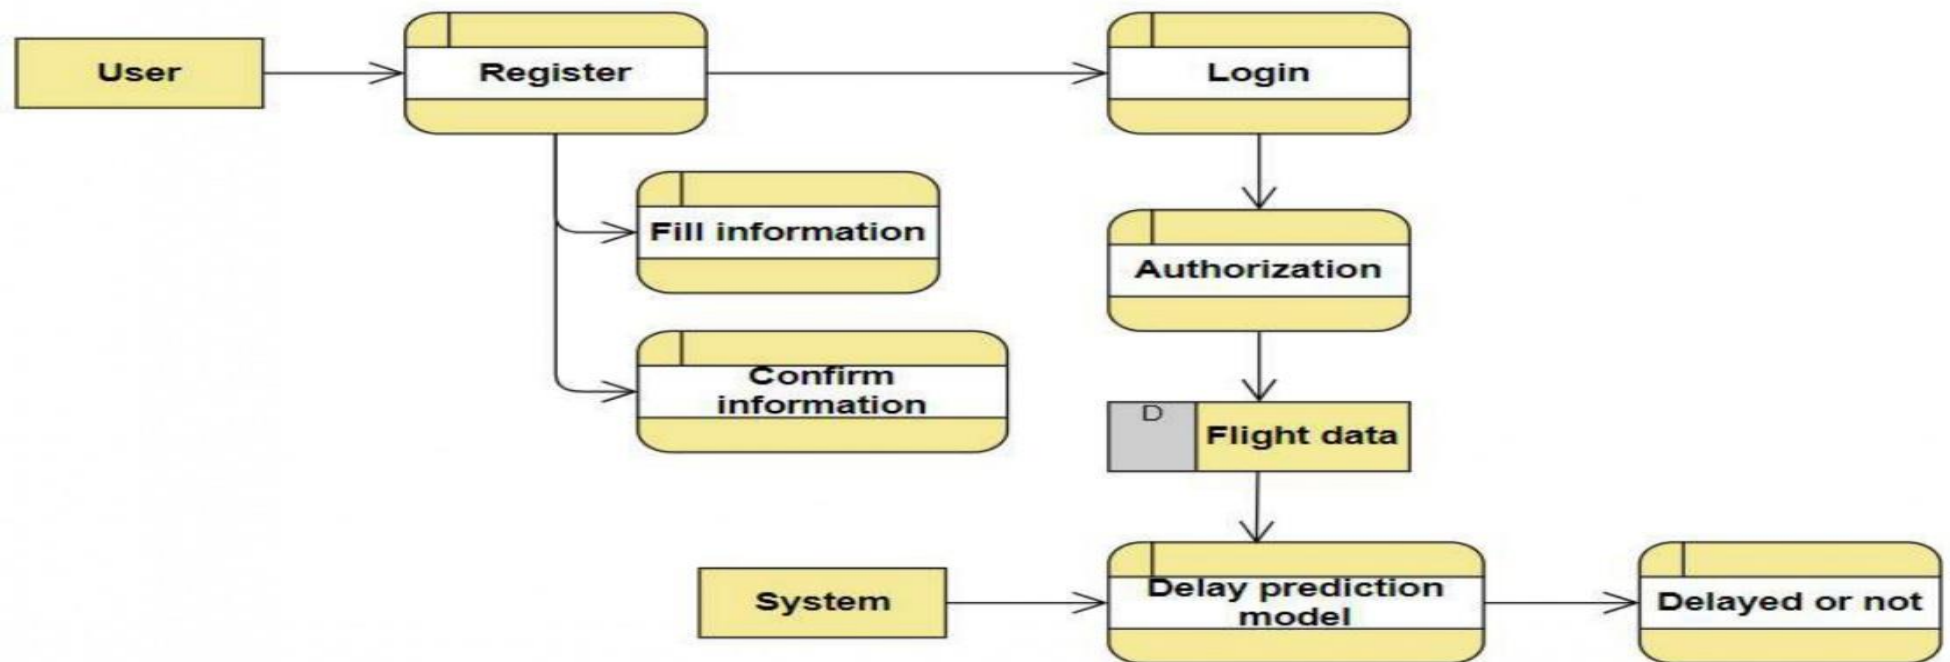 User
Register
Login
Fill information
Authorization
Confirm
information
D
Flight data
System
Delay prediction
model
Delayed or not